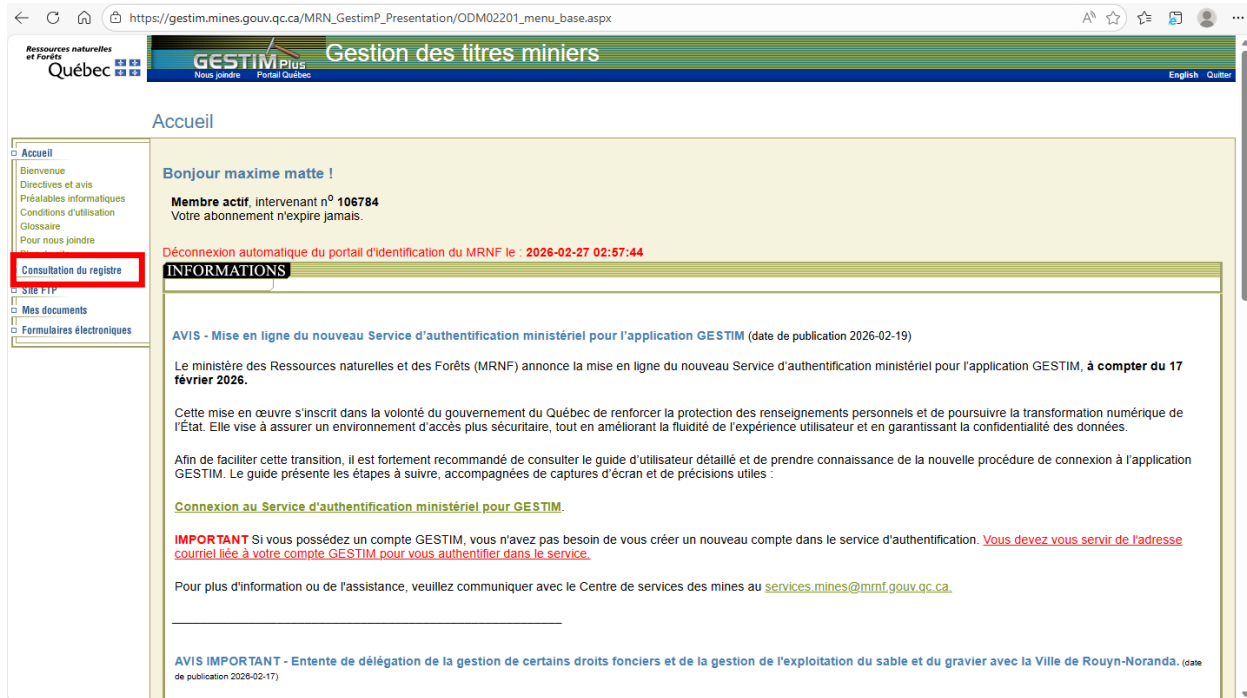 https://gestim.mines.gouv.qc.ca/MRN_GestimP_Presentation/ODM02201_menu_base.aspx
Ressources naturelles
et Forêts
Québec
GESTIM Plus
Gestion des titres miniers
Nous joindre Portail Québec
English Quitter
Accueil
Accueil
Bienvenue
Directives et avis
Préalables informatiques
Conditions d'utilisation
Glossaire
Pour nous joindre
Consultation du registre
Site FTP
Mes documents
Formulaires électroniques
Bonjour maxime matte !
Membre actif, intervenant no 106784
Votre abonnement n'expire jamais.
Déconnexion automatique du portail d'identification du MRNF le : 2026-02-27 02:57:44
INFORMATIONS
AVIS - Mise en ligne du nouveau Service d'authentification ministériel pour l'application GESTIM (date de publication 2026-02-19)
Le ministère des Ressources naturelles et des Forêts (MRNF) annonce la mise en ligne du nouveau Service d'authentification ministériel pour l'application GESTIM, à compter du 17
février 2026.
Cette mise en œuvre s'inscrit dans la volonté du gouvernement du Québec de renforcer la protection des renseignements personnels et de poursuivre la transformation numérique de
l'État. Elle vise à assurer un environnement d'accès plus sécuritaire, tout en améliorant la fluidité de l'expérience utilisateur et en garantissant la confidentialité des données.
Afin de faciliter cette transition, il est fortement recommandé de consulter le guide d'utilisateur détaillé et de prendre connaissance de la nouvelle procédure de connexion à l'application
GESTIM. Le guide présente les étapes à suivre, accompagnées de captures d'écran et de précisions utiles :
Connexion au Service d'authentification ministériel pour GESTIM.
IMPORTANT Si vous possédez un compte GESTIM, vous n'avez pas besoin de vous créer un nouveau compte dans le service d'authentification. Vous devez vous servir de l'adresse
courriel liée à votre compte GESTIM pour vous authentifier dans le service.
Pour plus d'information ou de l'assistance, veuillez communiquer avec le Centre de services des mines au services.mines@mrnf.gouv.qc.ca.
AVIS IMPORTANT - Entente de délégation de la gestion de certains droits fonciers et de la gestion de l'exploitation du sable et du gravier avec la Ville de Rouyn-Noranda. (date
de publication 2026-02-17)